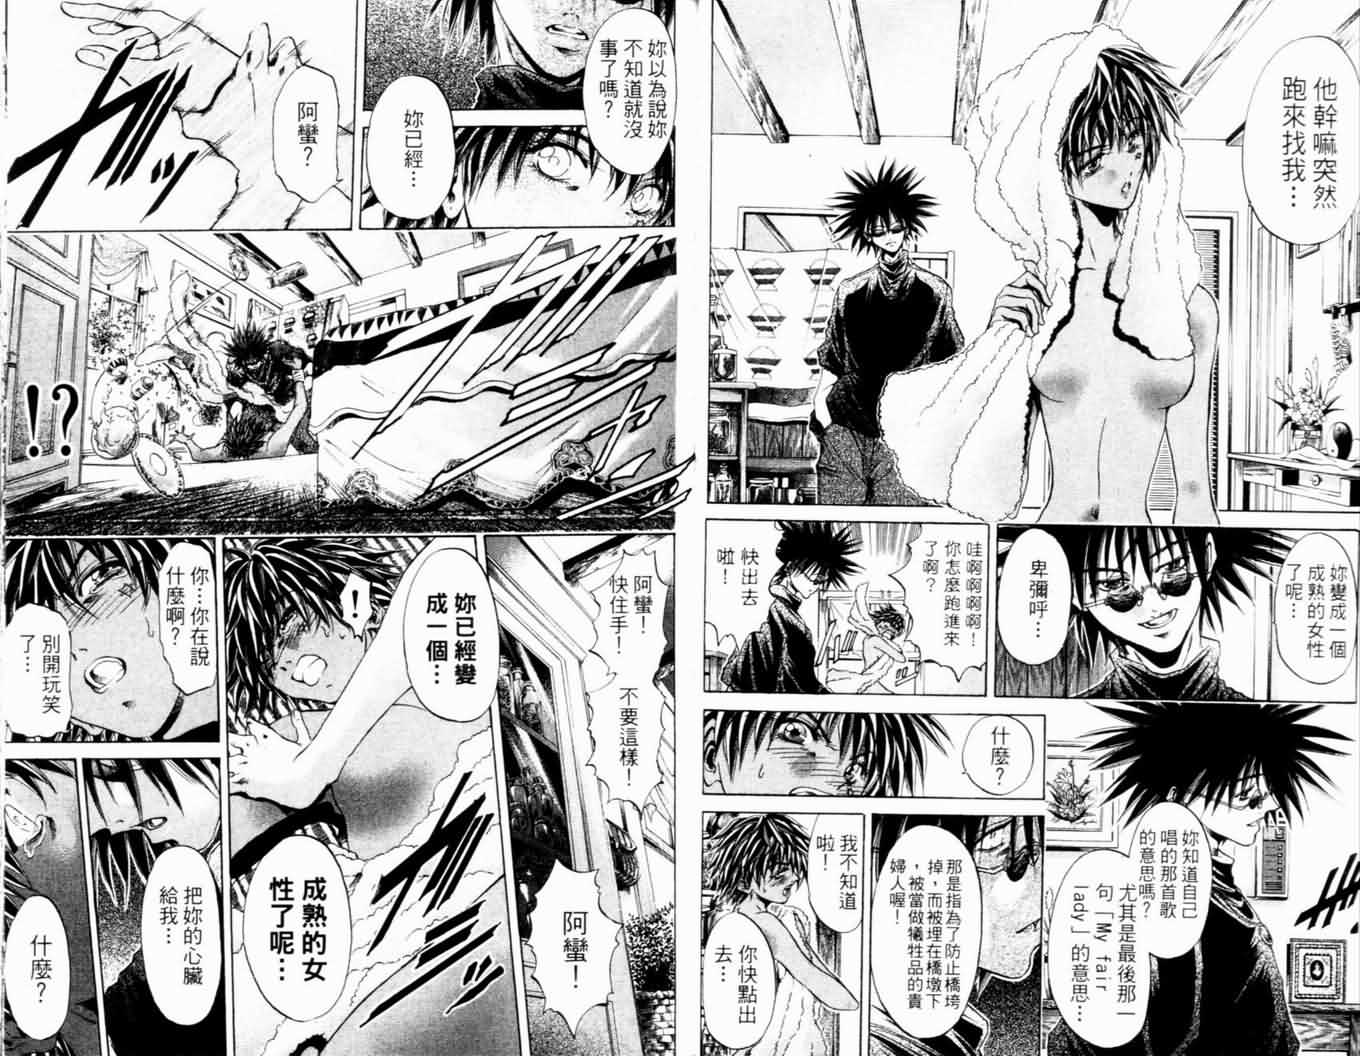 他幹嘛突然
跑來找我…
妳變成一個
成熟的女性
了呢…
卑彌呼…
哇啊啊啊啊！
你怎麼跑進來
了啊？
快出去
啦！
妳知道自己
唱的那首歌
的意思嗎？
尤其是最後那一
句「My fair
lady」的意思…
什麼？
那是指為了防止橋垮
掉，而被埋在橋墩下
，被當做犧牲品的貴
婦人喔！
我不知道
啦！
你快點出
去…
妳以為說妳
不知道就沒
事了嗎？
妳已經…
阿蠻？
!?
阿蠻！
快住手！
不要這樣！
阿蠻！
妳已經變
成一個…
!
成熟的女
性了呢…
你…你在說
什麼啊？
別開玩笑
了…
把妳的心臟
給我…
什麼？